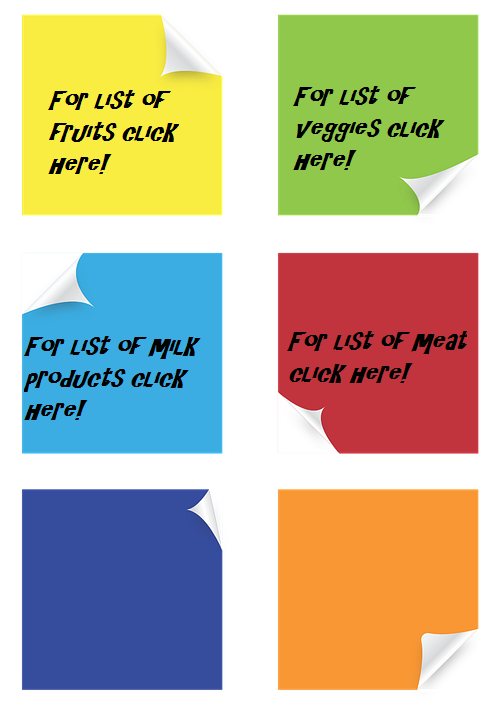 For List of
Fruits click
Here!
For List of
Veggies click
Here!
For List of Milk
products click
Here!
For List of Meat
click Here!